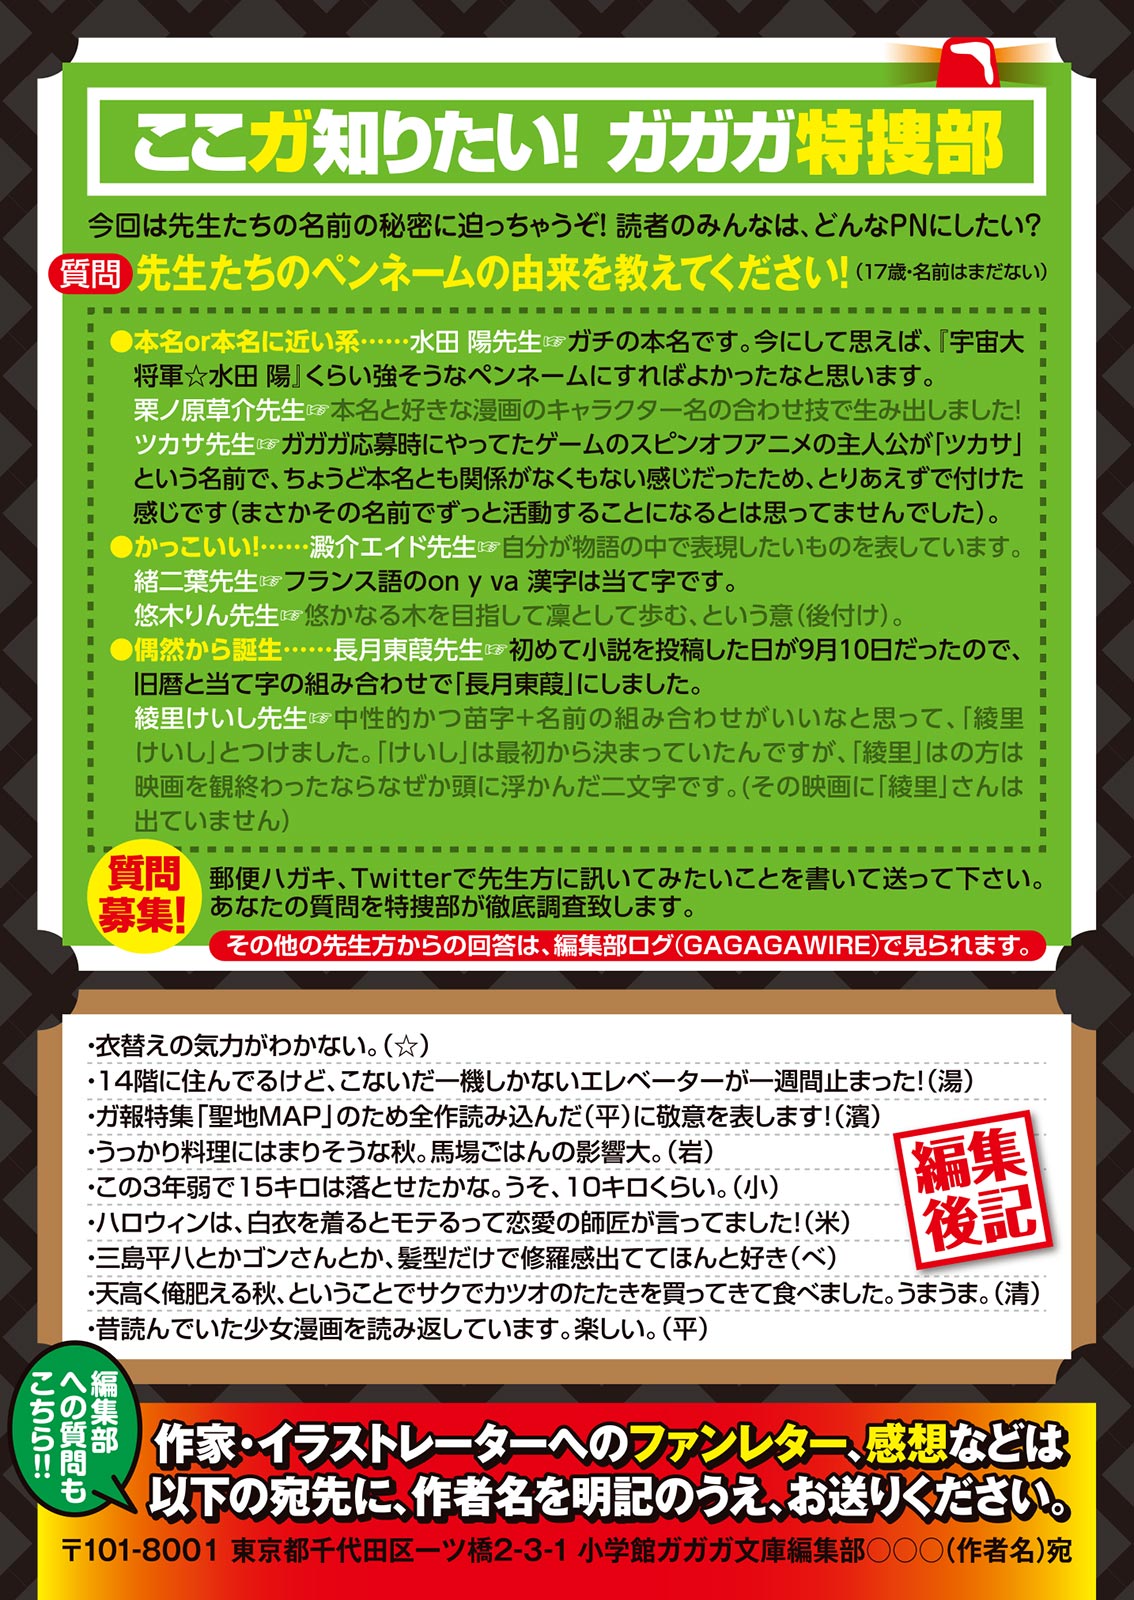 ここガ知りたい! ガガガ特捜部
今回は先生たちの名前の秘密に迫っちゃうぞ! 読者のみんなは、どんなPNにしたい?
質問 先生たちのペンネームの由来を教えてください!(17歳・名前はまだない)
●本名or本名に近い系……水田 陽先生☞ガチの本名です。今にして思えば、『宇宙大
将軍☆水田 陽』くらい強そうなペンネームにすればよかったなと思います。
栗ノ原草介先生☞本名と好きな漫画のキャラクター名の合わせ技で生み出しました!
ツカサ先生☞ガガガ応募時にやってたゲームのスピンオフアニメの主人公が「ツカサ」
という名前で、ちょうど本名とも関係がなくもない感じだったため、とりあえずで付けた
感じです(まさかその名前でずっと活動することになるとは思ってませんでした)。
●かっこいい!……澱介エイド先生☞自分が物語の中で表現したいものを表しています。
緒二葉先生☞フランス語のon y va 漢字は当て字です。
悠木りん先生☞悠かなる木を目指して凛として歩む、という意(後付け)。
●偶然から誕生……長月東葭先生☞初めて小説を投稿した日が9月10日だったので、
旧暦と当て字の組み合わせで「長月東葭」にしました。
綾里けいし先生☞中性的かつ苗字+名前の組み合わせがいいなと思って、「綾里
けいし」とつけました。「けいし」は最初から決まっていたんですが、「綾里」はの方は
映画を観終わったならなぜか頭に浮かんだ二文字です。(その映画に「綾里」さんは
出ていません)
質問
募集!
郵便ハガキ、Twitterで先生方に訊いてみたいことを書いて送って下さい。
あなたの質問を特捜部が徹底調査致します。
その他の先生方からの回答は、編集部ログ(GAGAGAWIRE)で見られます。
・衣替えの気力がわかない。(☆)
・14階に住んでるけど、こないだ一機しかないエレベーターが一週間止まった!(湯)
・ガ報特集「聖地MAP」のため全作読み込んだ(平)に敬意を表します!(濱)
・うっかり料理にはまりそうな秋。馬場ごはんの影響大。(岩)
・この3年弱で15キロは落とせたかな。うそ、10キロくらい。(小)
・ハロウィンは、白衣を着るとモテるって恋愛の師匠が言ってました!(米)
・三島平八とかゴンさんとか、髪型だけで修羅感出ててほんと好き(べ)
・天高く俺肥える秋、ということでサクでカツオのたたきを買ってきて食べました。うまうま。(清)
・昔読んでいた少女漫画を読み返しています。楽しい。(平)
編集
後記
編集部
への質問も
こちら!!
作家・イラストレーターへのファンレター、感想などは
以下の宛先に、作者名を明記のうえ、お送りください。
〒101-8001 東京都千代田区一ツ橋2-3-1 小学館ガガガ文庫編集部○○○(作者名)宛